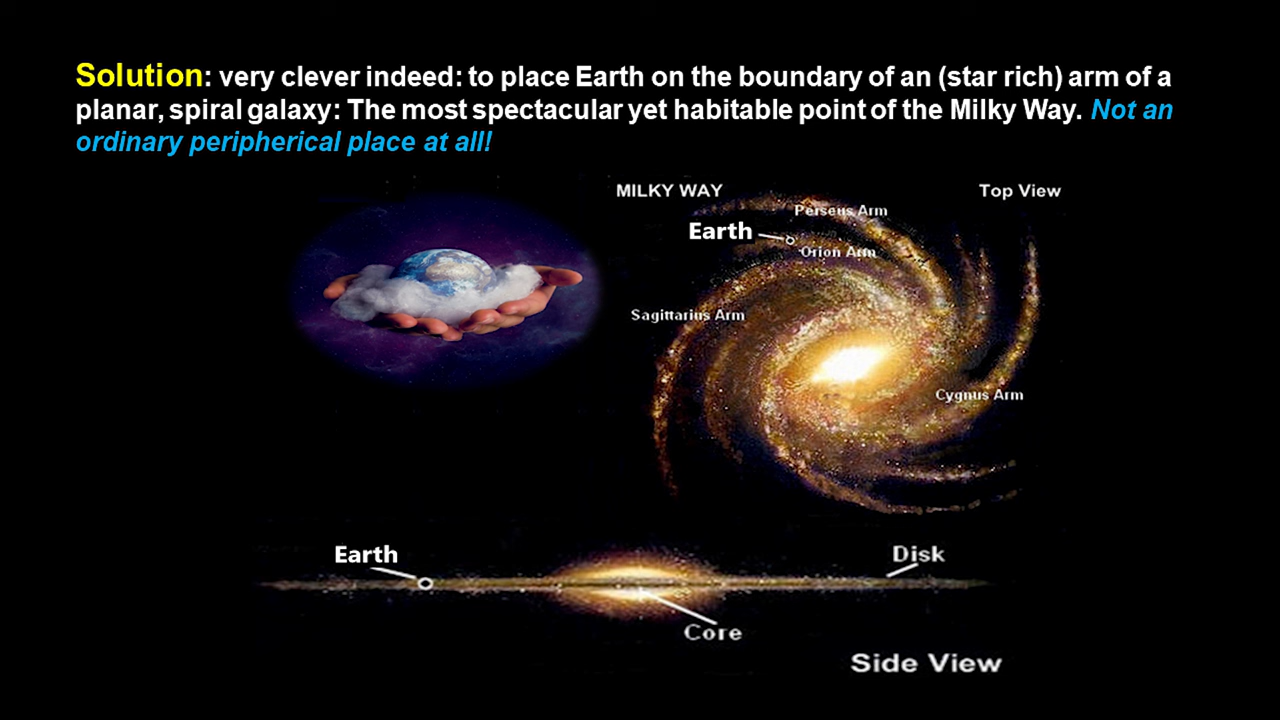 Solution: very clever indeed: to place Earth on the boundary of an (star rich) arm of a
planar, spiral galaxy: The most spectacular yet habitable point of the Milky Way. Not an
ordinary peripherical place at all!
MILKY WAY
Top View
Perseus Arm
Earth
Orion Arm
Sagittarius Arm
Cygnus Arm
Earth
Disk
Core
Side View